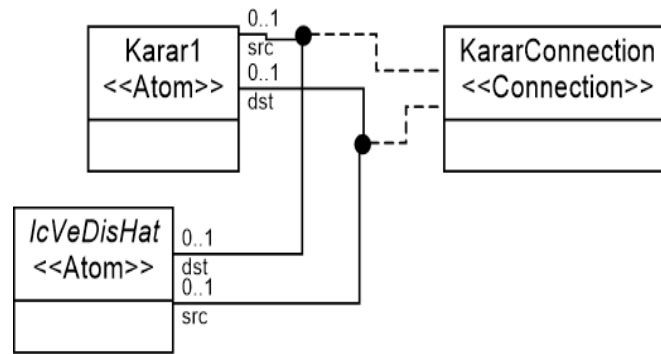 0..1
src
0..1
dst
Karar1
<<Atom>>
KararConnection
<<Connection>>
IcVeDisHat
<<Atom>>
0..1
dst
0..1
src